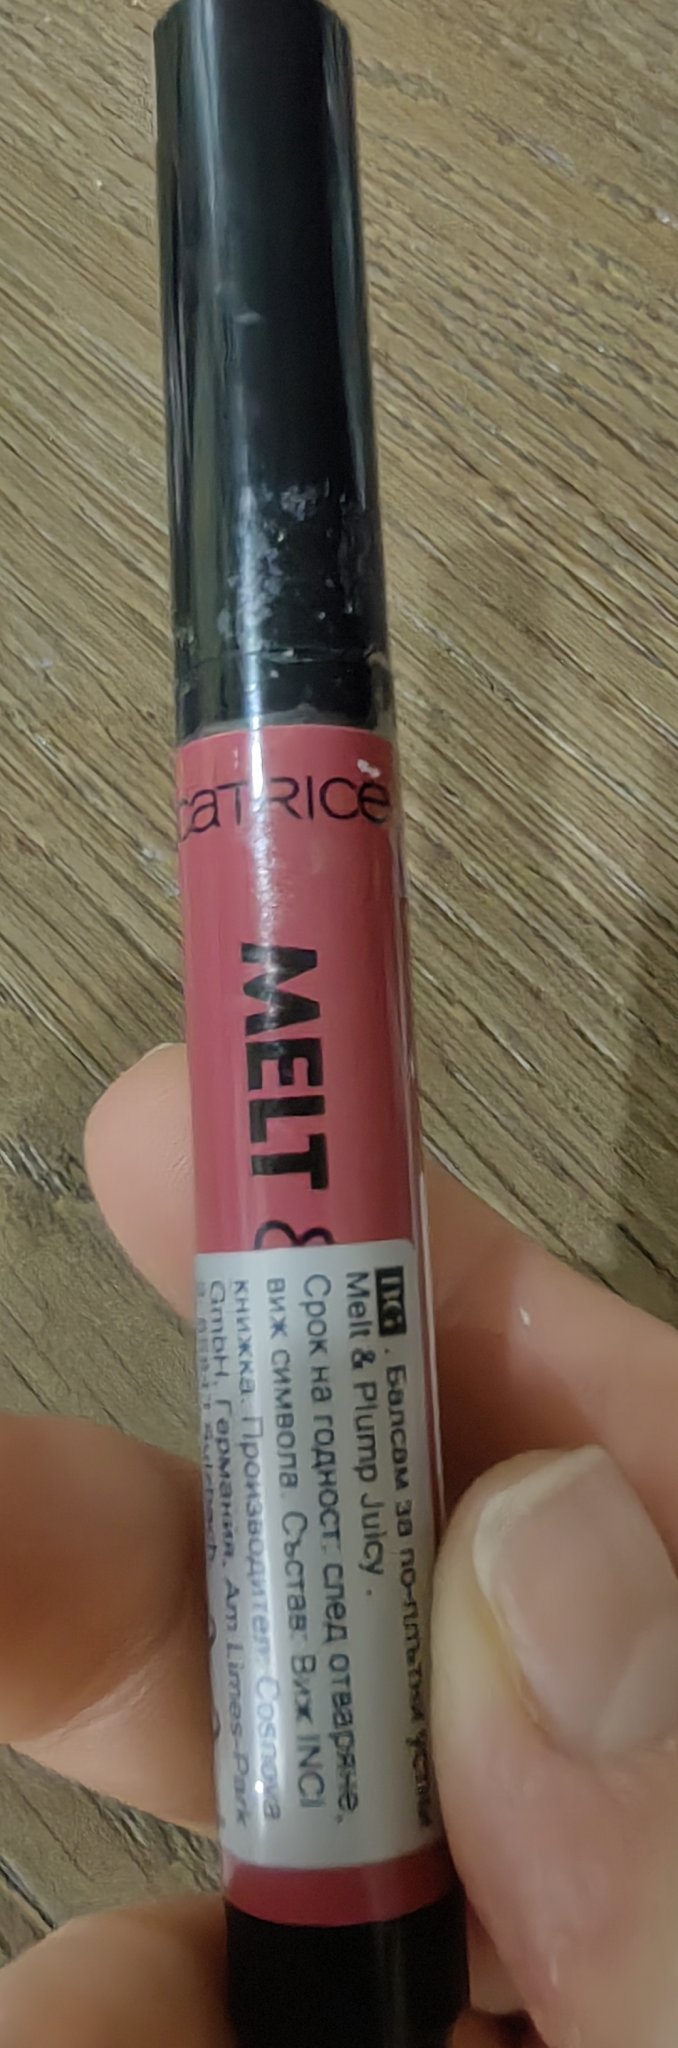 CATRICE
MELT &
BG . Балсам за по-плътни устни
Melt & Plump Juicy .
Срок на годност: след отваряне,
виж символа. Състав: Виж INCI
книжка. Производител: Cosnova
GmbH, Германия, Am Limes-Park
Sulzbach